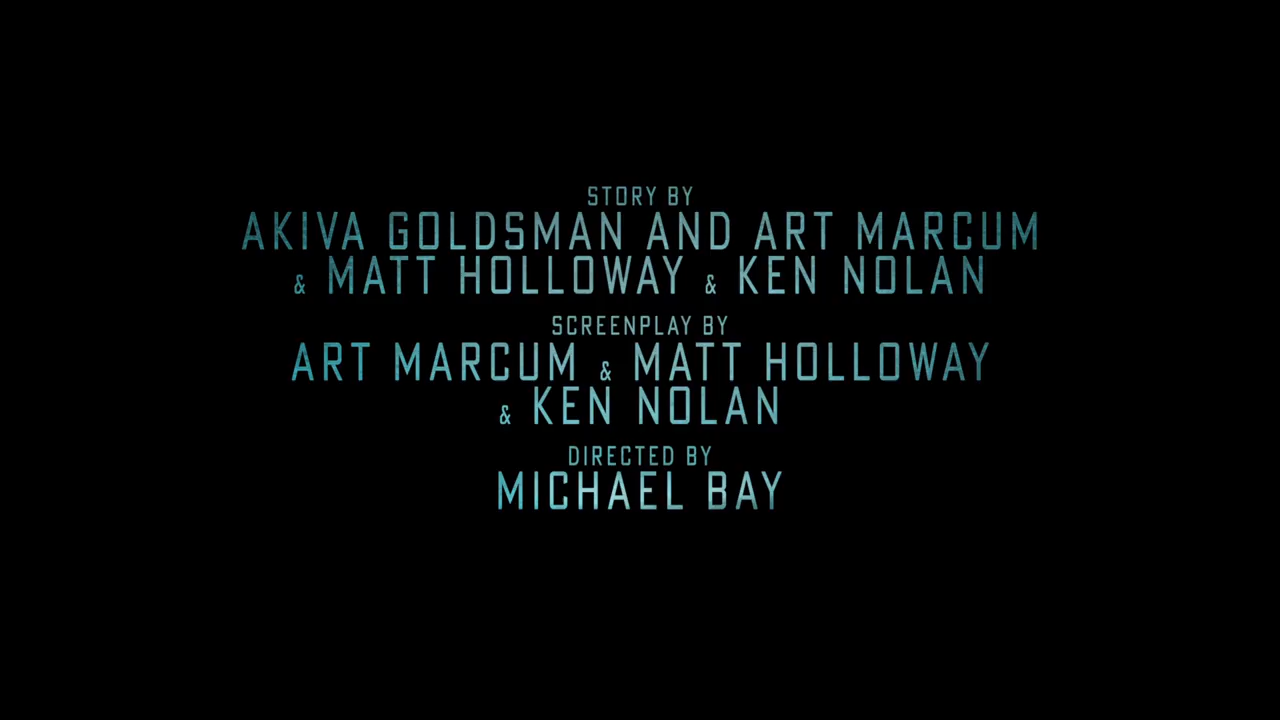 STORY BY
AKIVA GOLDSMAN AND ART MARCUM
& MATT HOLLOWAY & KEN NOLAN
SCREENPLAY BY
ART MARCUM & MATT HOLLOWAY
& KEN NOLAN
DIRECTED BY
MICHAEL BAY